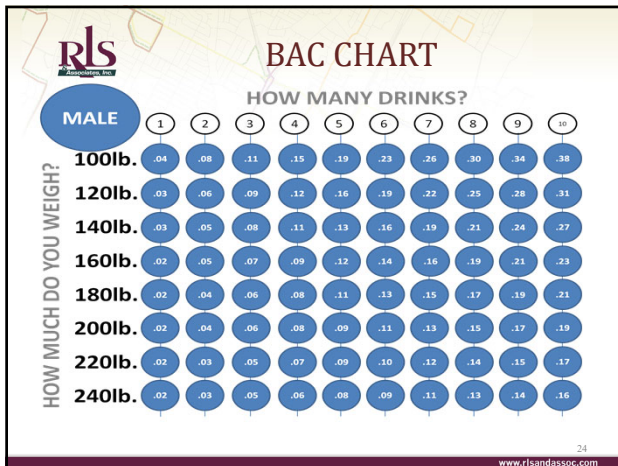 RLS
& Associates, Inc.
BAC CHART
HOW MANY DRINKS?
MALE
1 2 3 4 5 6 7 8 9 10
HOW MUCH DO YOU WEIGH?
100lb. .04 .08 .11 .15 .19 .23 .26 .30 .34 .38
120lb. .03 .06 .09 .12 .16 .19 .22 .25 .28 .31
140lb. .03 .05 .08 .11 .13 .16 .19 .21 .24 .27
160lb. .02 .05 .07 .09 .12 .14 .16 .19 .21 .23
180lb. .02 .04 .06 .08 .11 .13 .15 .17 .19 .21
200lb. .02 .04 .06 .08 .09 .11 .13 .15 .17 .19
220lb. .02 .03 .05 .07 .09 .10 .12 .14 .15 .17
240lb. .02 .03 .05 .06 .08 .09 .11 .13 .14 .16
24
www.rlsandassoc.com